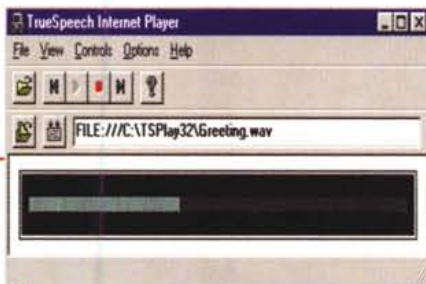 TrueSpeech Internet Player
File View Controls Options Help
FILE:///C:\TSPlay32\Greeting.wav